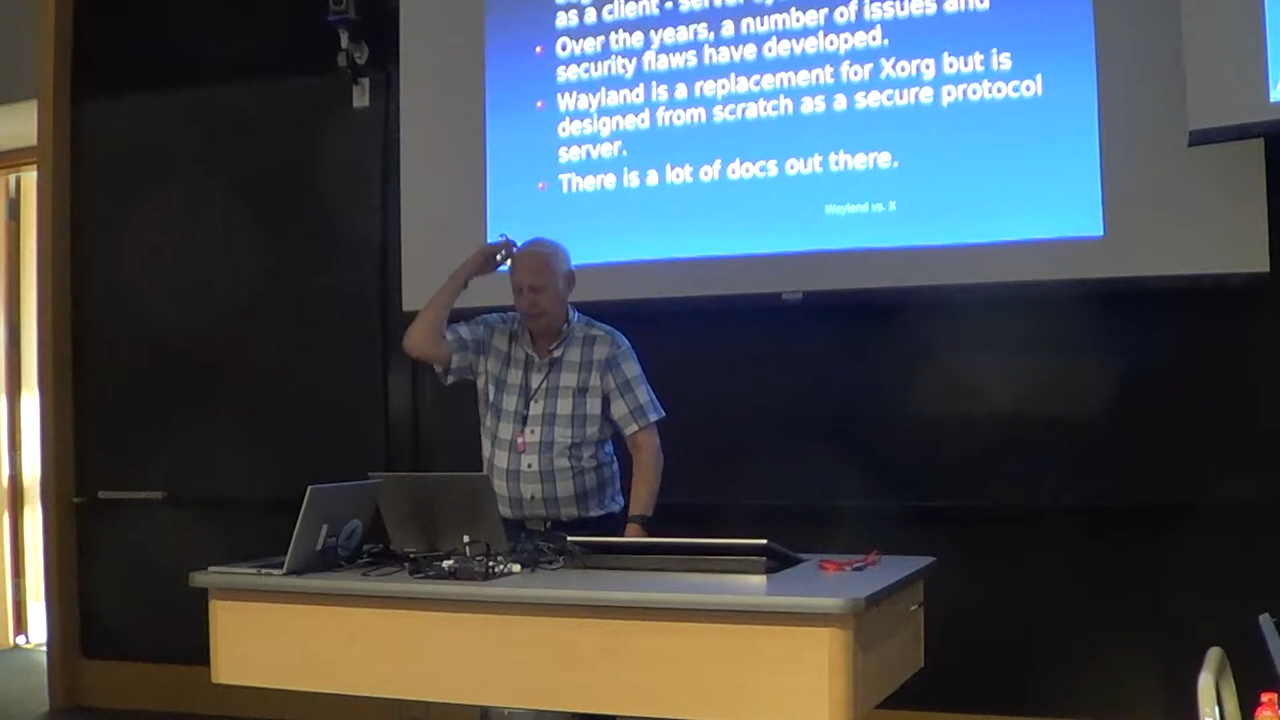 as a client - server
Over the years, a number of issues and
security flaws have developed.
Wayland is a replacement for Xorg but is
designed from scratch as a secure protocol
server.
There is a lot of docs out there.
Wayland vs. X